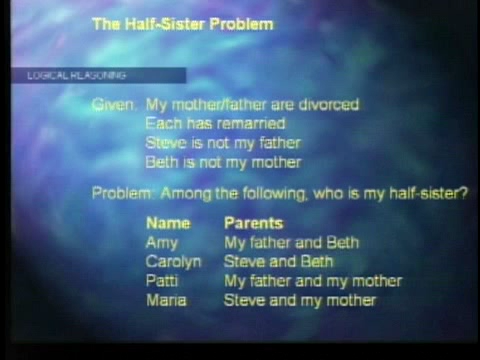 The Half-Sister Problem
LOGICAL REASONING
Given: My mother/father are divorced
Each has remarried
Steve is not my father
Beth is not my mother
Problem: Among the following, who is my half-sister?
Name Parents
Amy My father and Beth
Carolyn Steve and Beth
Patti My father and my mother
Maria Steve and my mother